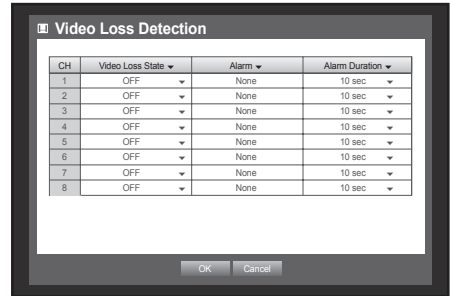 Video Loss Detection
CH Video Loss State Alarm Alarm Duration
1 OFF None 10 sec
2 OFF None 10 sec
3 OFF None 10 sec
4 OFF None 10 sec
5 OFF None 10 sec
6 OFF None 10 sec
7 OFF None 10 sec
8 OFF None 10 sec
OK Cancel